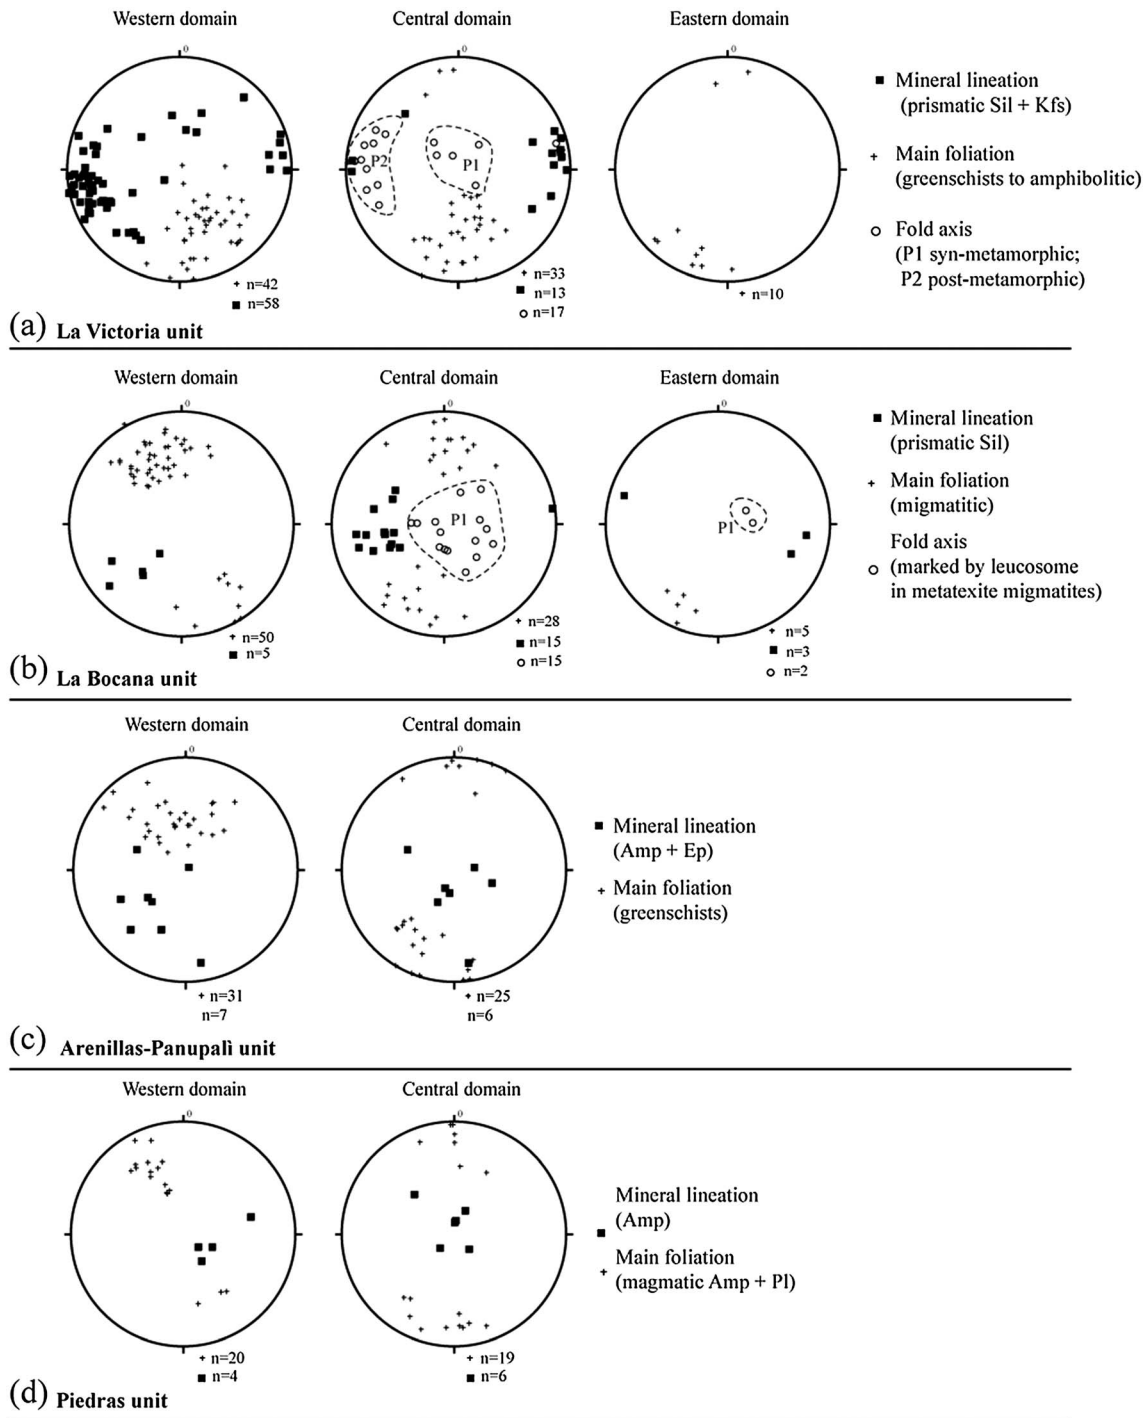 Western domain
Central domain
Eastern domain
0
0
0
P2
P1
Mineral lineation
(prismatic Sil + Kfs)
Main foliation
(greenschists to amphibolitic)
Fold axis
(P1 syn-metamorphic;
P2 post-metamorphic)
n=42
n=58
n=33
n=13
n=17
n=10
(a) La Victoria unit
Western domain
Central domain
Eastern domain
0
0
0
P1
P1
Mineral lineation
(prismatic Sil)
Main foliation
(migmatitic)
Fold axis
(marked by leucosome
in metatexite migmatites)
n=50
n=5
n=28
n=15
n=15
n=5
n=3
n=2
(b) La Bocana unit
Western domain
Central domain
0
0
Mineral lineation
(Amp + Ep)
Main foliation
(greenschists)
n=31
n=7
n=25
n=6
(c) Arenillas-Panupalì unit
Western domain
Central domain
0
0
Mineral lineation
(Amp)
Main foliation
(magmatic Amp + Pl)
n=20
n=4
n=19
n=6
(d) Piedras unit